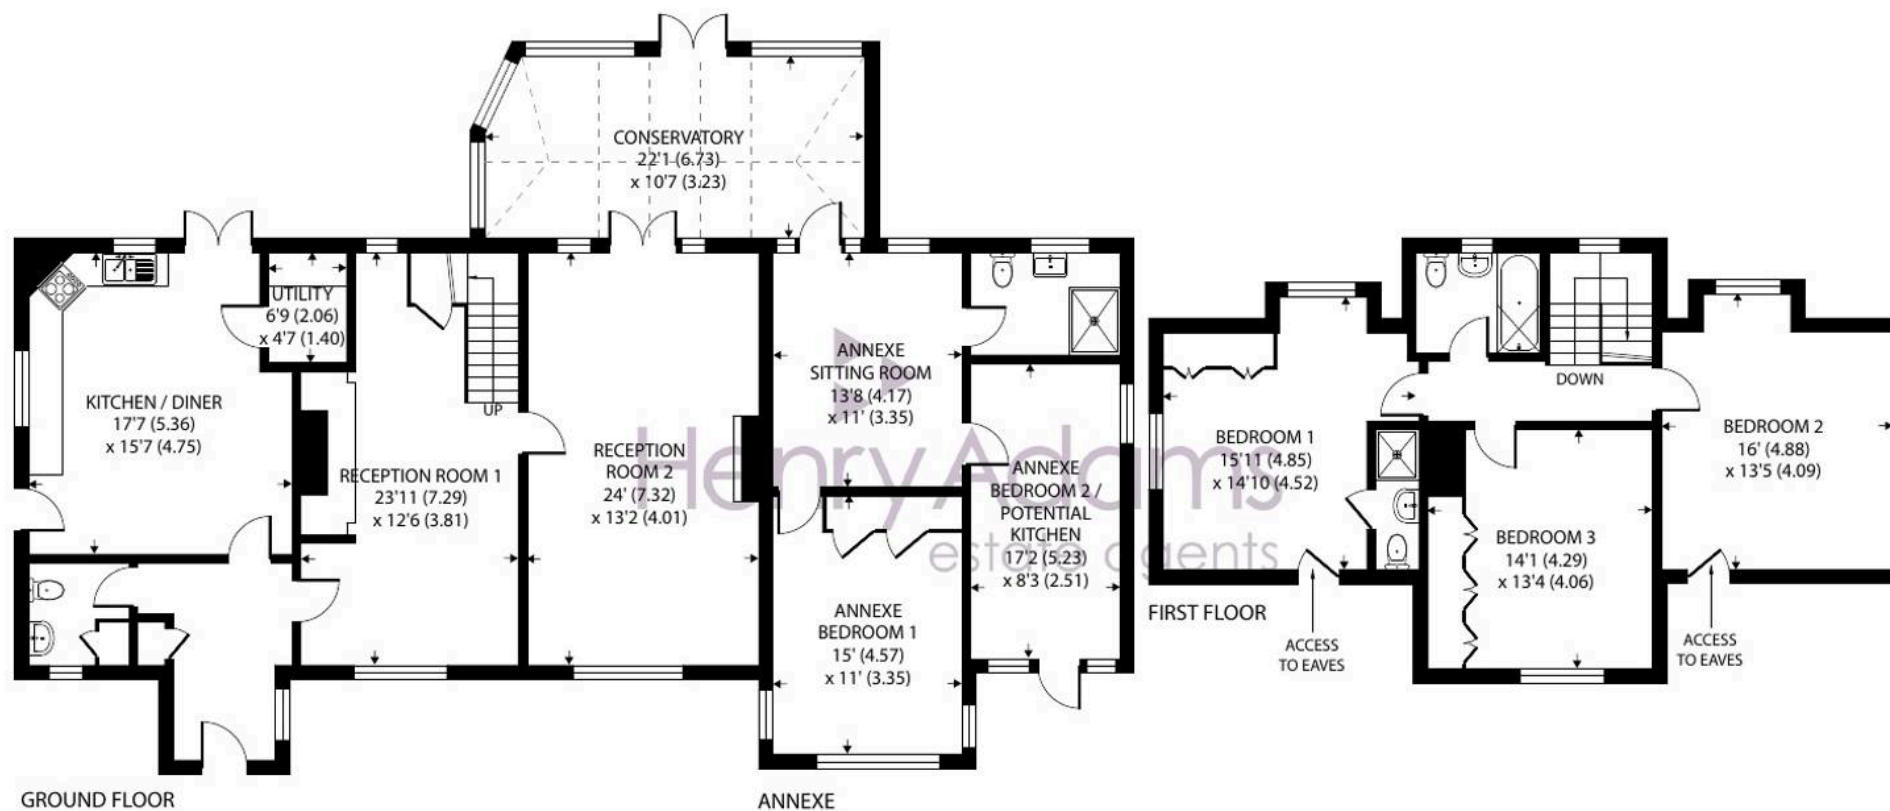 CONSERVATORY
22'1 (6.73)
x 10'7 (3.23)
UTILITY
6'9 (2.06)
x 4'7 (1.40)
KITCHEN / DINER
17'7 (5.36)
x 15'7 (4.75)
UP
RECEPTION ROOM 1
23'11 (7.29)
x 12'6 (3.81)
RECEPTION
ROOM 2
24' (7.32)
x 13'2 (4.01)
ANNEXE
SITTING ROOM
13'8 (4.17)
x 11' (3.35)
ANNEXE
BEDROOM 2 /
POTENTIAL
KITCHEN
17'2 (5.23)
x 8'3 (2.51)
ANNEXE
BEDROOM 1
15' (4.57)
x 11' (3.35)
Henry Adams
estate agents
GROUND FLOOR
ANNEXE
DOWN
BEDROOM 1
15'11 (4.85)
x 14'10 (4.52)
BEDROOM 2
16' (4.88)
x 13'5 (4.09)
BEDROOM 3
14'1 (4.29)
x 13'4 (4.06)
FIRST FLOOR
ACCESS
TO EAVES
ACCESS
TO EAVES